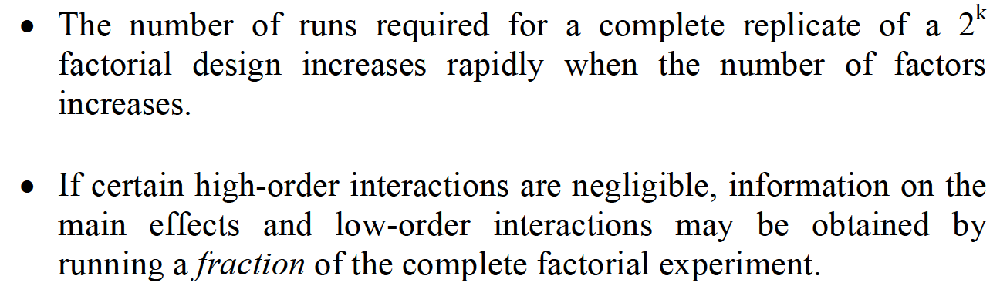 • The number of runs required for a complete replicate of a 2ᵏ
factorial design increases rapidly when the number of factors
increases.
• If certain high-order interactions are negligible, information on the
main effects and low-order interactions may be obtained by
running a fraction of the complete factorial experiment.